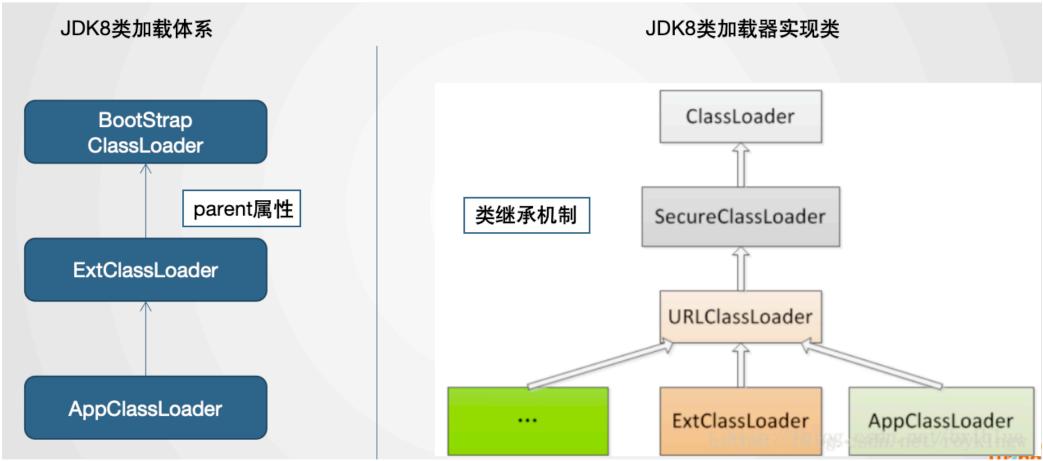 JDK8类加载体系
BootStrap
ClassLoader
parent属性
ExtClassLoader
AppClassLoader
JDK8类加载器实现类
ClassLoader
类继承机制
SecureClassLoader
URLClassLoader
...
ExtClassLoader
AppClassLoader